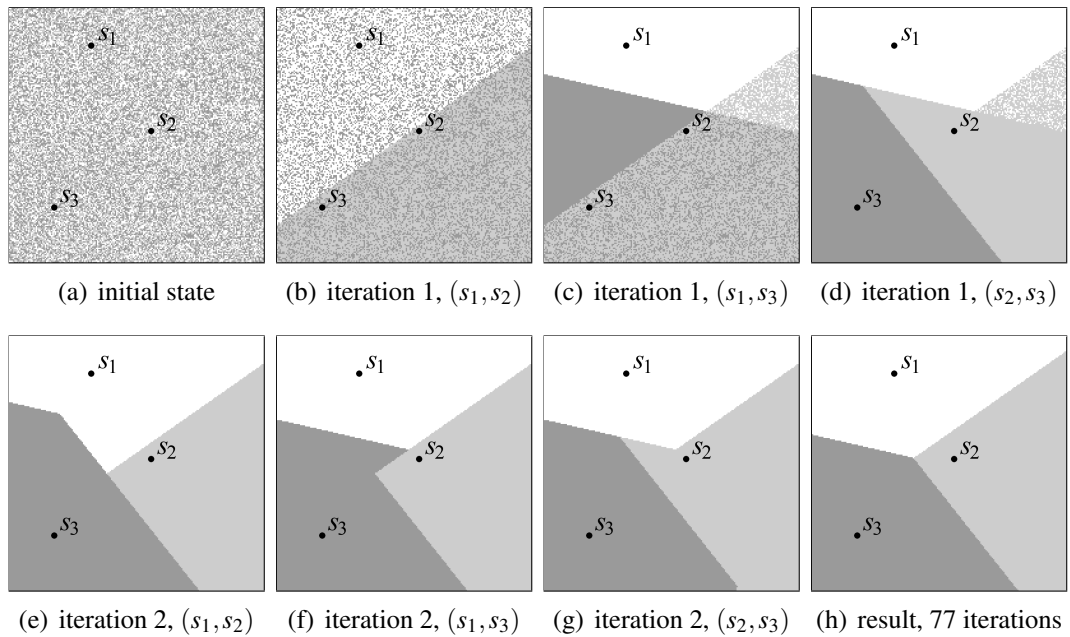 s₁
s₂
s₃
s₁
s₂
s₃
s₁
s₂
s₃
s₁
s₂
s₃
(a) initial state
(b) iteration 1, (s₁,s₂)
(c) iteration 1, (s₁,s₃)
(d) iteration 1, (s₂,s₃)
s₁
s₂
s₃
s₁
s₂
s₃
s₁
s₂
s₃
s₁
s₂
s₃
(e) iteration 2, (s₁,s₂)
(f) iteration 2, (s₁,s₃)
(g) iteration 2, (s₂,s₃)
(h) result, 77 iterations